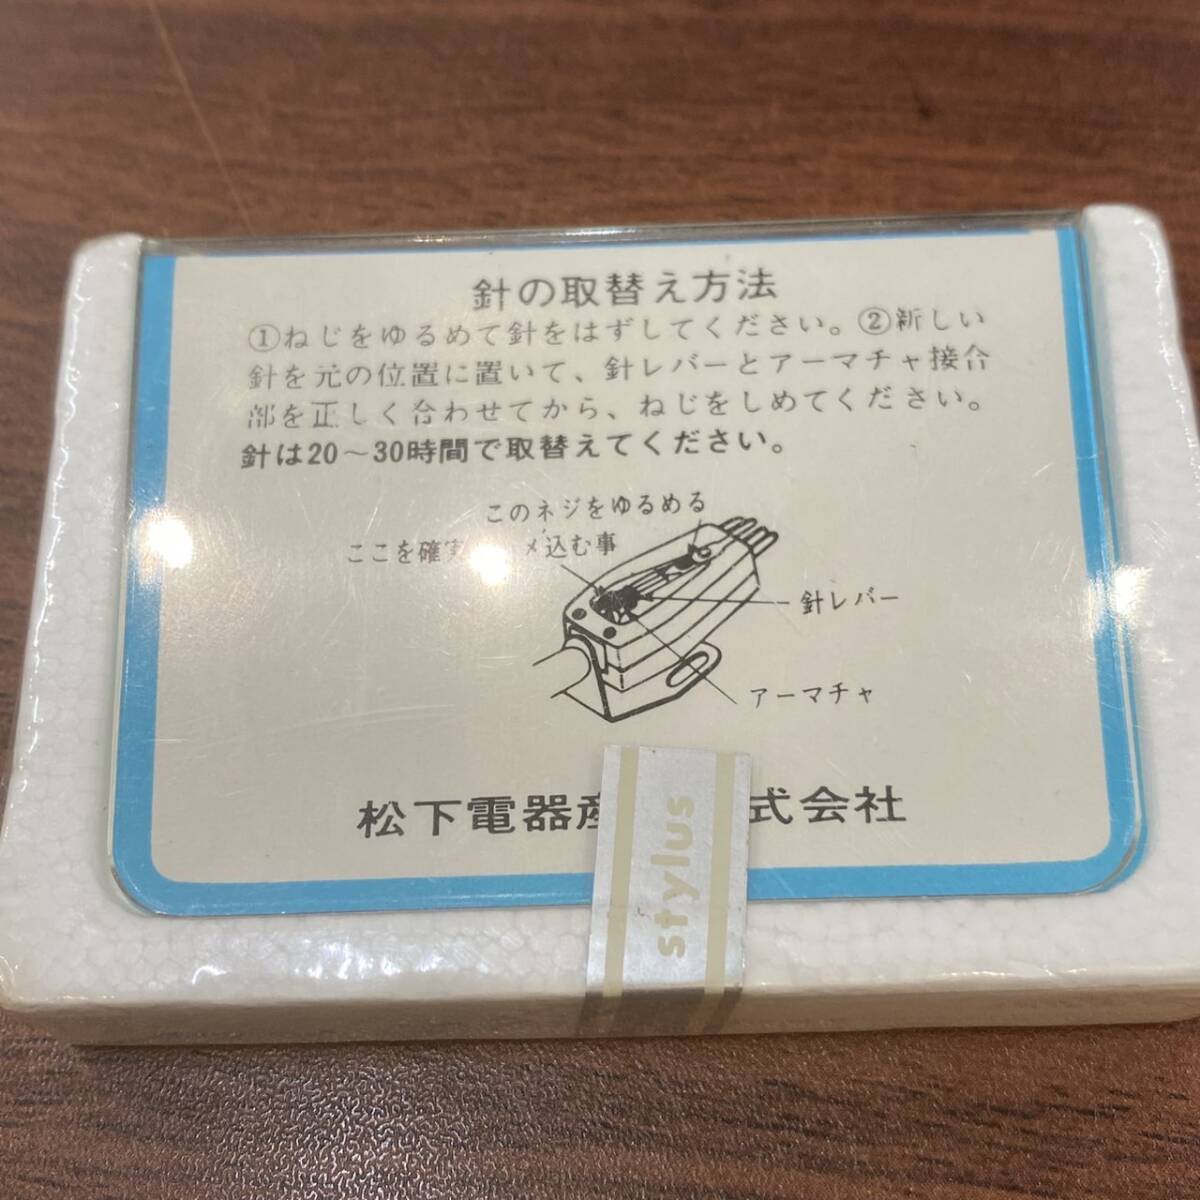 針の取替え方法
①ねじをゆるめて針をはずしてください。②新しい
針を元の位置に置いて、針レバーとアーマチャ接合
部を正しく合わせてから、ねじをしめてください。
針は20〜30時間で取替えてください。
このネジをゆるめる
ここを確実 メ込む事
針レバー
アーマチャ
松下電器産 式会社
stylus